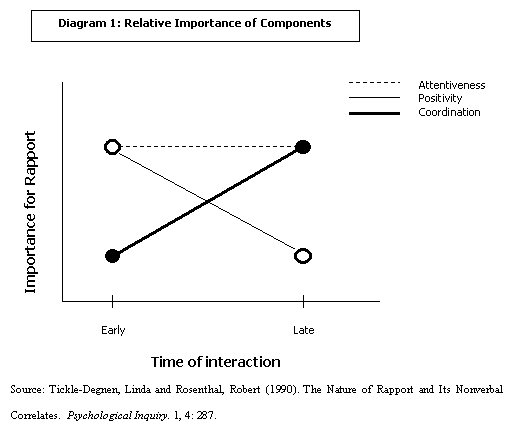 Diagram 1: Relative Importance of Components
Attentiveness
Positivity
Coordination
Importance for Rapport
Early
Late
Time of interaction
Source: Tickle-Degnen, Linda and Rosenthal, Robert (1990). The Nature of Rapport and Its Nonverbal
Correlates. Psychological Inquiry. 1, 4: 287.